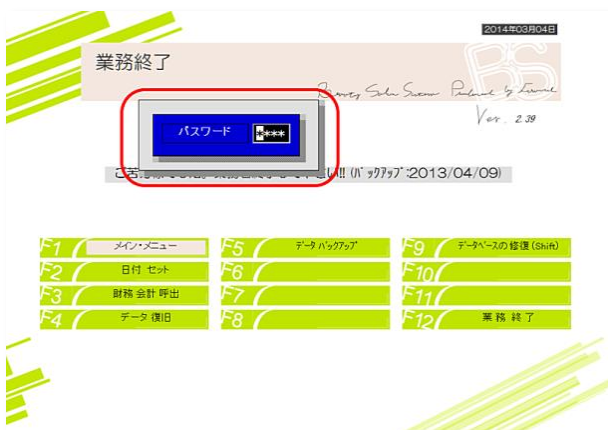 2014年03月04日
業務終了
BS
Beauty Salon System Produced by
Ver. 2.39
パスワード ****
(バックアップ:2013/04/09)
F1 メイン・メニュー F5 データバックアップ F9 データベースの修復(Shift)
F2 日付 セット F6 F10
F3 財務会計呼出 F7 F11
F4 データ 復旧 F8 F12 業務終了